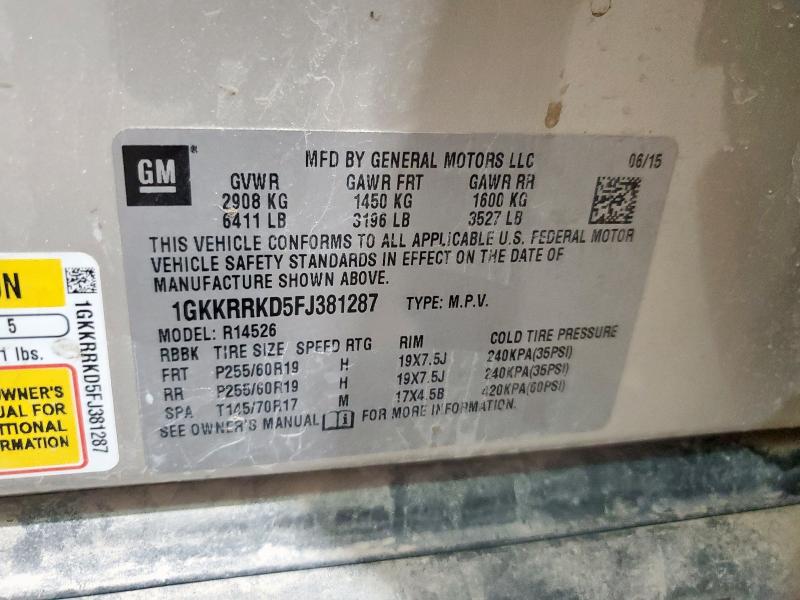 GM
MFD BY GENERAL MOTORS LLC 06/15
GVWR GAWR FRT GAWR RR
2908 KG 1450 KG 1600 KG
6411 LB 3196 LB 3527 LB
THIS VEHICLE CONFORMS TO ALL APPLICABLE U.S. FEDERAL MOTOR
VEHICLE SAFETY STANDARDS IN EFFECT ON THE DATE OF
MANUFACTURE SHOWN ABOVE.
1GKKRRKD5FJ381287 TYPE: M.P.V.
MODEL: R14526
RBBK TIRE SIZE SPEED RTG RIM COLD TIRE PRESSURE
FRT P255/60R19 H 19X7.5J 240KPA(35PSI)
RR P255/60R19 H 19X7.5J 240KPA(35PSI)
SPA T145/70R17 M 17X4.5B 420KPA(60PSI)
SEE OWNER'S MANUAL FOR MORE INFORMATION.
5
lbs.
OWNER'S
FOR
1GKKRRKD5FJ381287